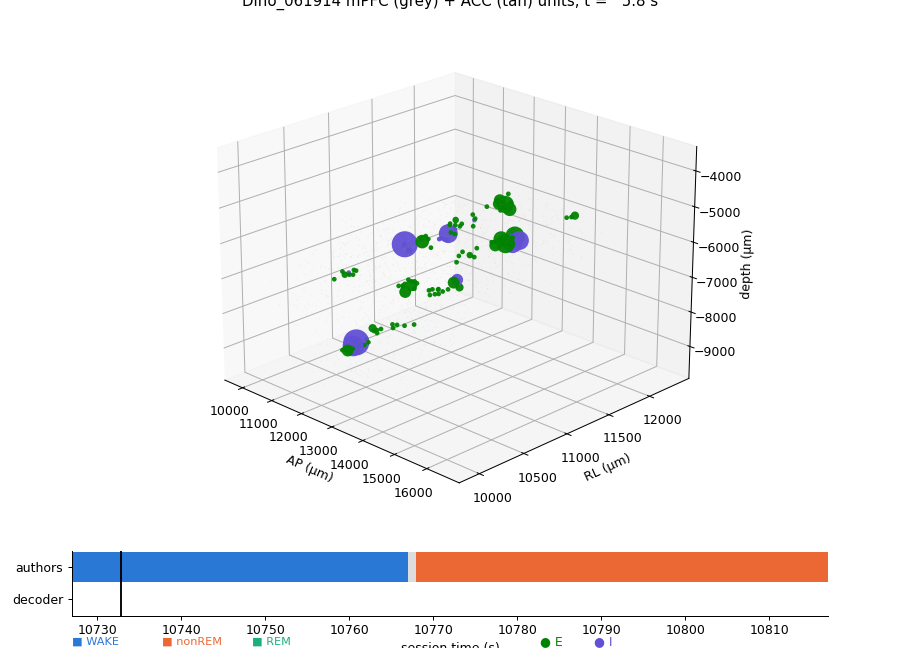 Dino_061914 mPFC (grey) + ACC (tan) units, t = 5.8 s
−4000
−5000
−6000
−7000
−8000
−9000
depth (μm)
10000
11000
12000
13000
14000
15000
16000
AP (μm)
12000
11500
11000
10500
10000
RL (μm)
authors
decoder
10730 10740 10750 10760 10770 10780 10790 10800 10810
session time (s)
WAKE nonREM REM E I